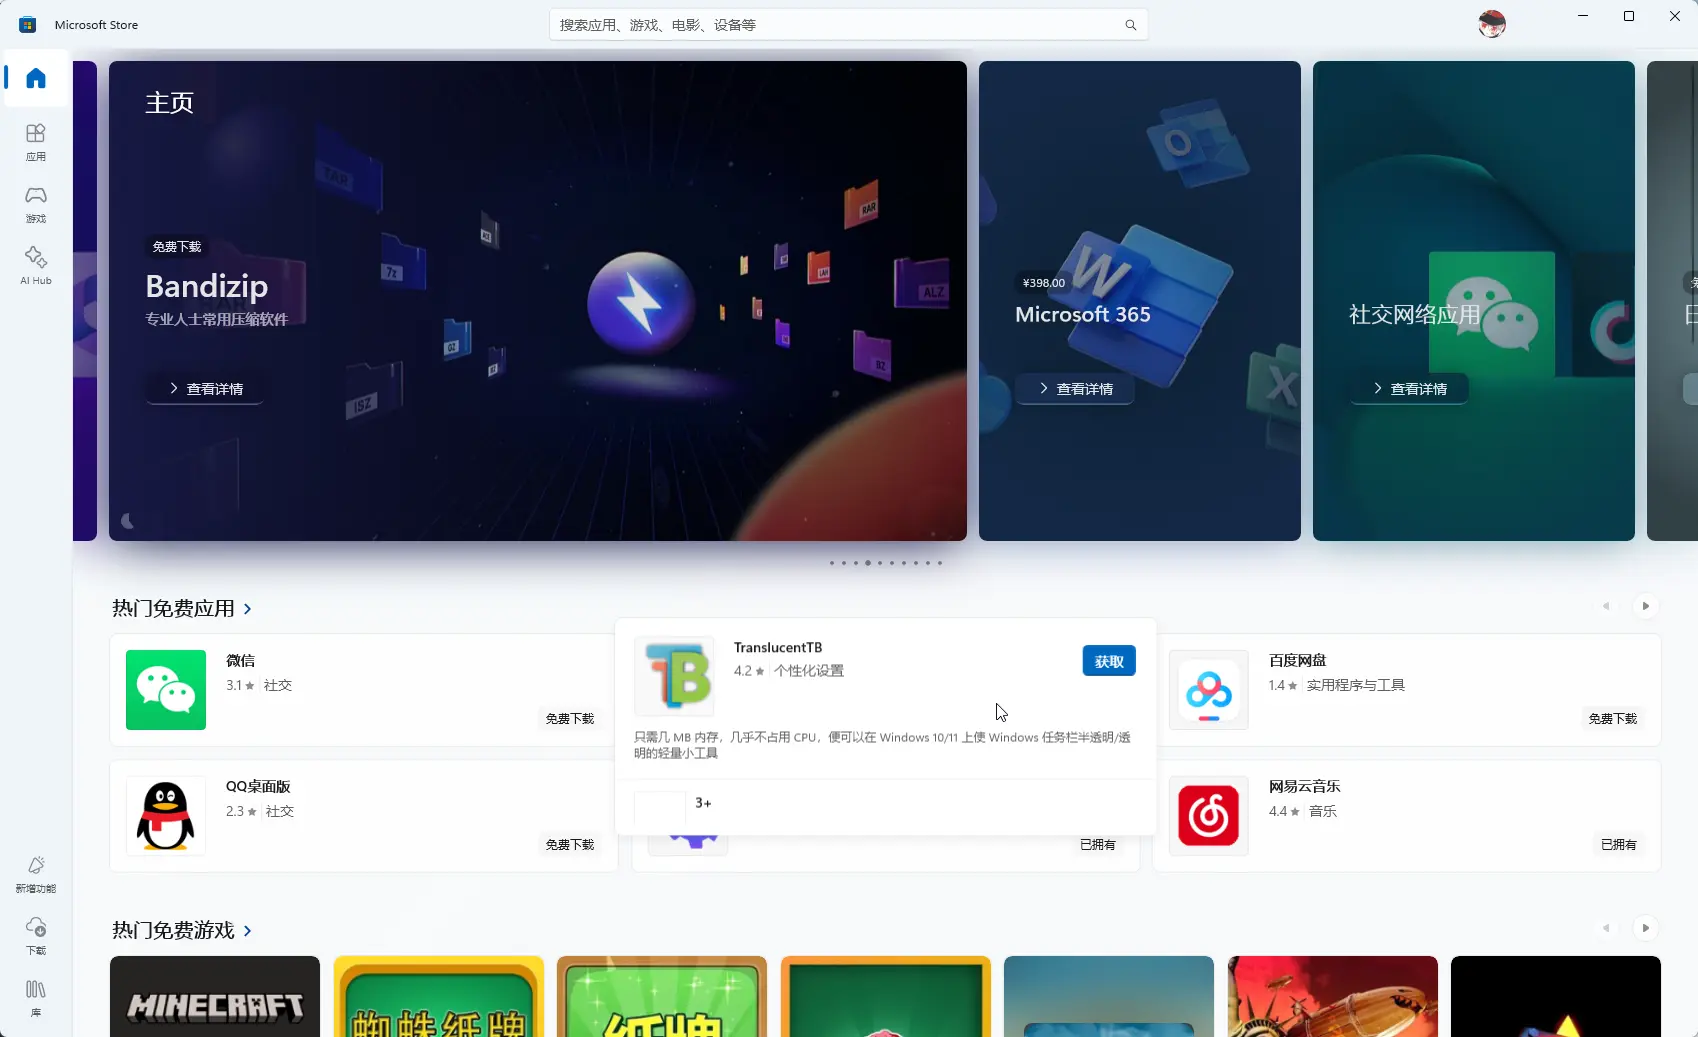 Microsoft Store
搜索应用、游戏、电影、设备等
主页
应用
游戏
AI Hub
TAP
7z
RAR
ALZ
ISZ
免费下载
Bandizip
专业人士常用压缩软件
查看详情
¥398.00
Microsoft 365
查看详情
社交网络应用
查看详情
热门免费应用
微信
3.1★ 社交
免费下载
TranslucentTB
4.2 ★ 个性化设置
获取
只需几 MB 内存，几乎不占用 CPU，便可以在 Windows 10/11 上使 Windows 任务栏半透明/透
明的轻量小工具
3+
百度网盘
1.4★ 实用程序与工具
免费下载
QQ桌面版
2.3 ★ 社交
免费下载
已拥有
网易云音乐
4.4★ 音乐
已拥有
新增功能
下载
库
热门免费游戏
MINECRAFT
蜘蛛纸牌
纸牌